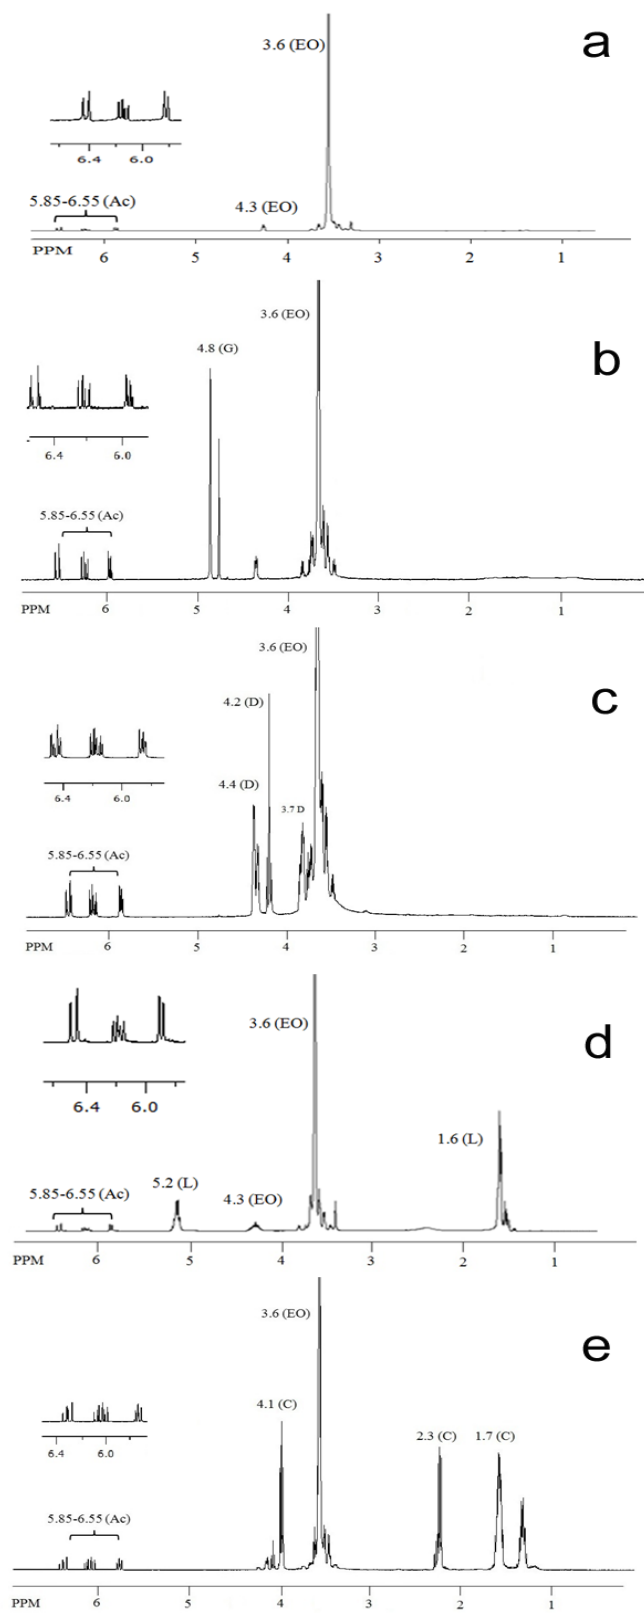 a
3.6 (EO)
6.4 6.0
5.85-6.55 (Ac)
4.3 (EO)
PPM 6 5 4 3 2 1
b
3.6 (EO)
4.8 (G)
6.4 6.0
5.85-6.55 (Ac)
PPM 6 5 4 3 2 1
3.6 (EO)
c
4.2 (D)
4.4 (D)
3.7 D
6.4 6.0
5.85-6.55 (Ac)
PPM 6 5 4 3 2 1
3.6 (EO)
d
6.4 6.0
1.6 (L)
5.2 (L)
5.85-6.55 (Ac)
4.3 (EO)
PPM 6 5 4 3 2 1
3.6 (EO)
e
4.1 (C)
2.3 (C) 1.7 (C)
6.4 6.0
5.85-6.55 (Ac)
PPM 6 5 4 3 2 1